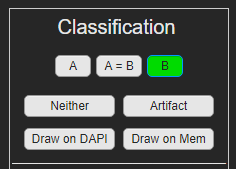 Classification
A A = B B
Neither Artifact
Draw on DAPI Draw on Mem